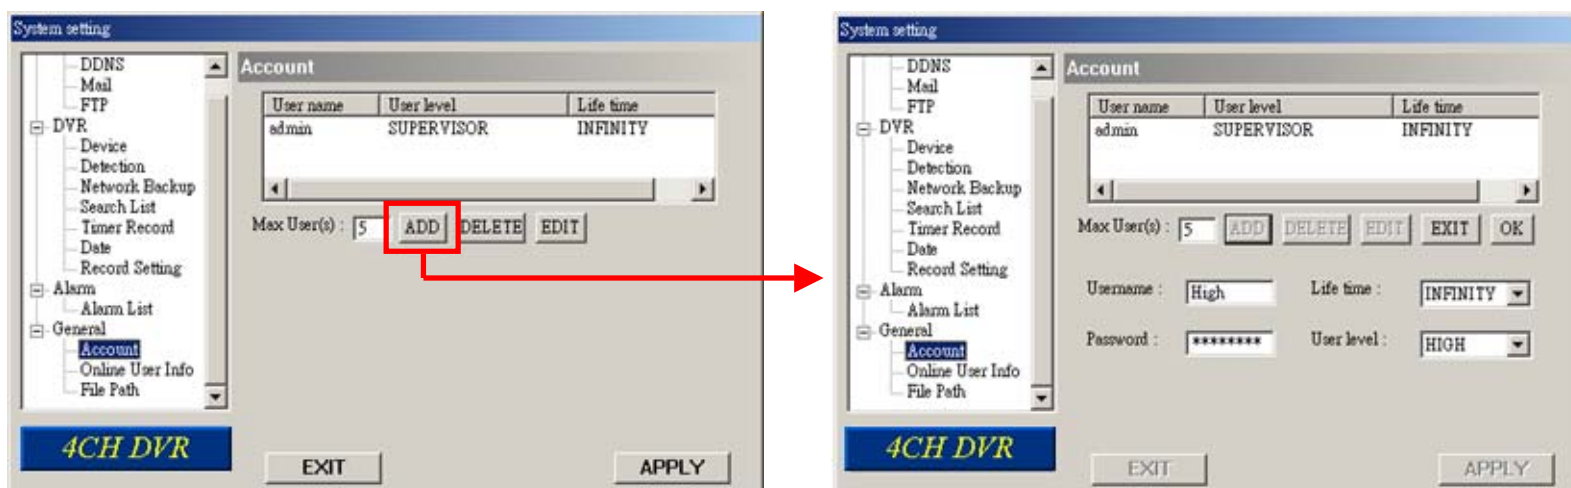 System setting
DDNS
Mail
FTP
DVR
Device
Detection
Network Backup
Search List
Timer Record
Date
Record Setting
Alarm
Alarm List
General
Account
Online User Info
File Path
4CH DVR
Account
User name User level Life time
admin SUPERVISOR INFINITY
Max User(s) : 5 ADD DELETE EDIT
EXIT APPLY
System setting
DDNS
Mail
FTP
DVR
Device
Detection
Network Backup
Search List
Timer Record
Date
Record Setting
Alarm
Alarm List
General
Account
Online User Info
File Path
4CH DVR
Account
User name User level Life time
admin SUPERVISOR INFINITY
Max User(s) : 5 ADD DELETE EDIT EXIT OK
Username : High Life time : INFINITY
Password : ******** User level : HIGH
EXIT APPLY